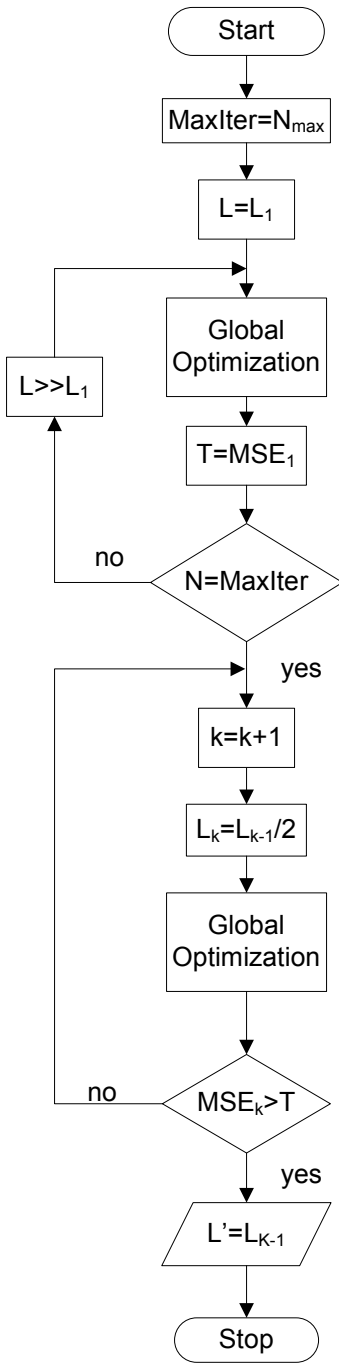 Start
MaxIter=Nmax
L=L1
Global
Optimization
L>>L1
T=MSE1
no
N=MaxIter
yes
k=k+1
Lk=Lk-1/2
Global
Optimization
no
MSEk>T
yes
L'=LK-1
Stop